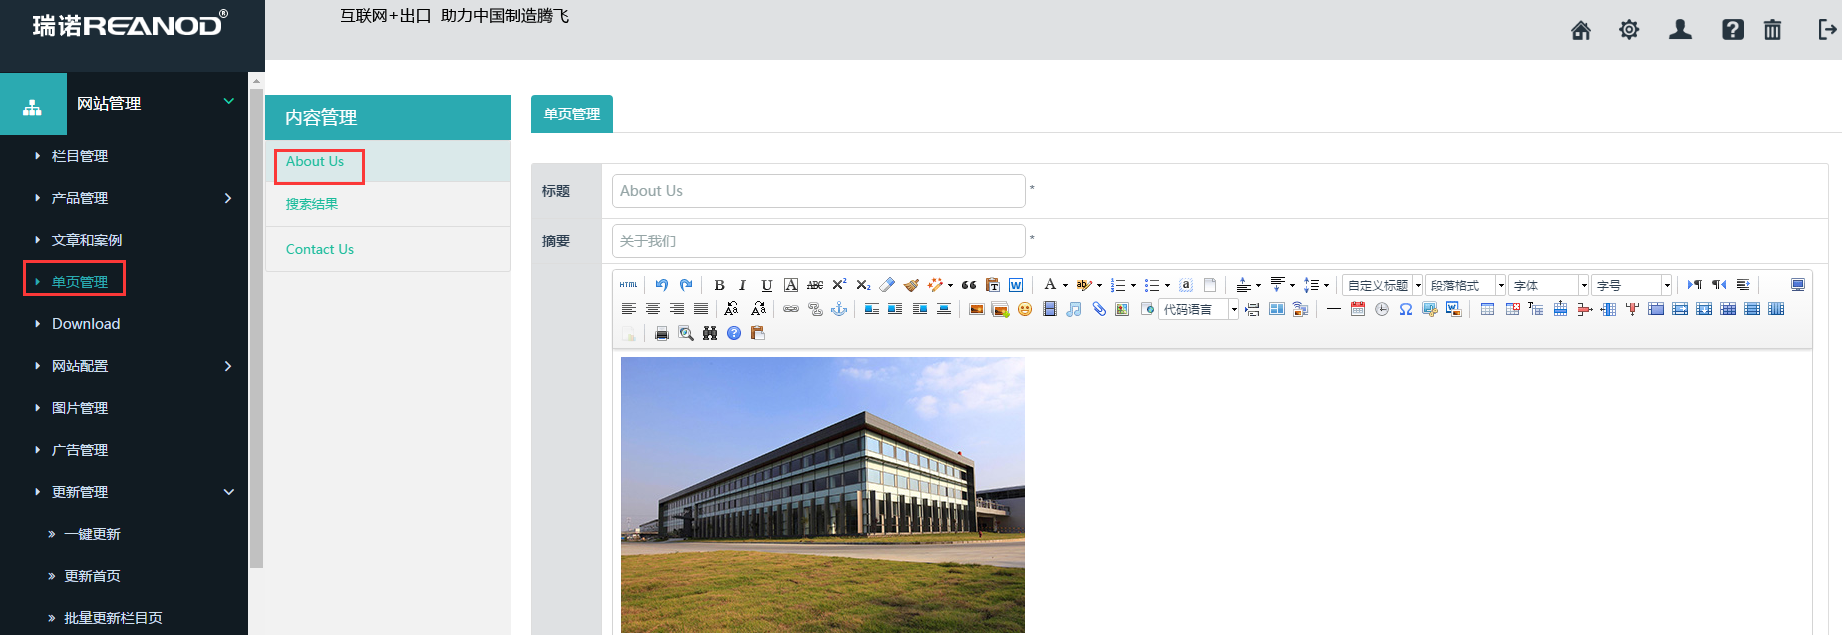 瑞诺REANOD®
互联网+出口 助力中国制造腾飞
网站管理
栏目管理
产品管理
文章和案例
单页管理
Download
网站配置
图片管理
广告管理
更新管理
一键更新
更新首页
批量更新栏目页
内容管理
About Us
搜索结果
Contact Us
单页管理
标题 About Us *
摘要 关于我们 *
HTML B I U A ABC X² X₂ T W A ab a 自定义标题 段落格式 字体 字号
代码语言